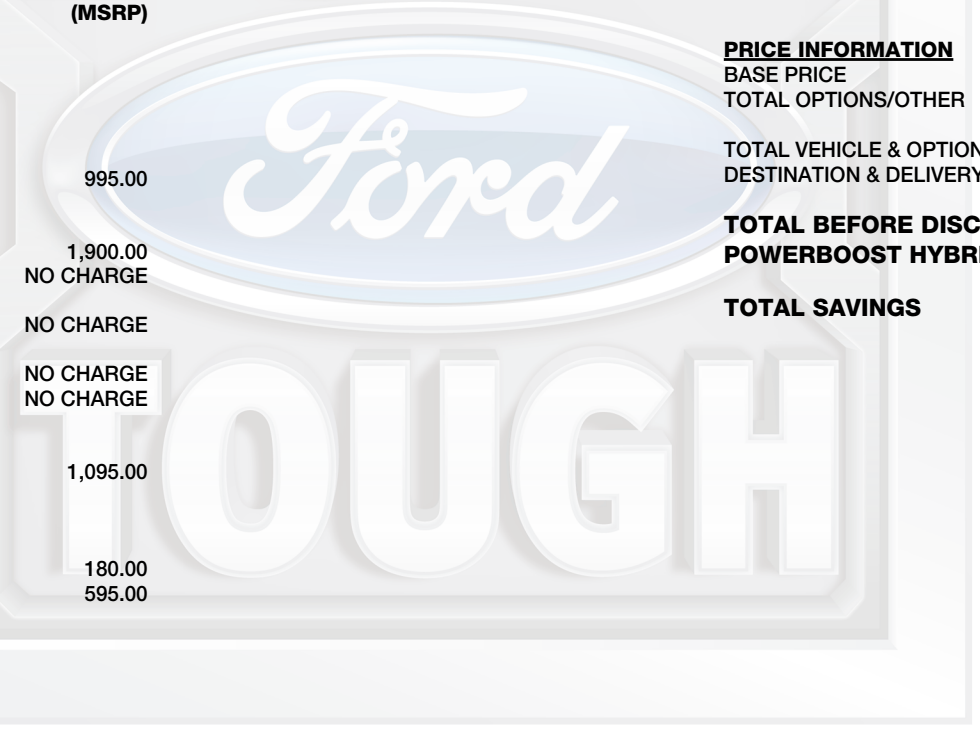 (MSRP)
995.00
1,900.00
NO CHARGE
NO CHARGE
NO CHARGE
NO CHARGE
1,095.00
180.00
595.00
PRICE INFORMATION
BASE PRICE
TOTAL OPTIONS/OTHER
TOTAL VEHICLE & OPTION
DESTINATION & DELIVERY
TOTAL BEFORE DISC
POWERBOOST HYBRI
TOTAL SAVINGS
Ford
TOUGH